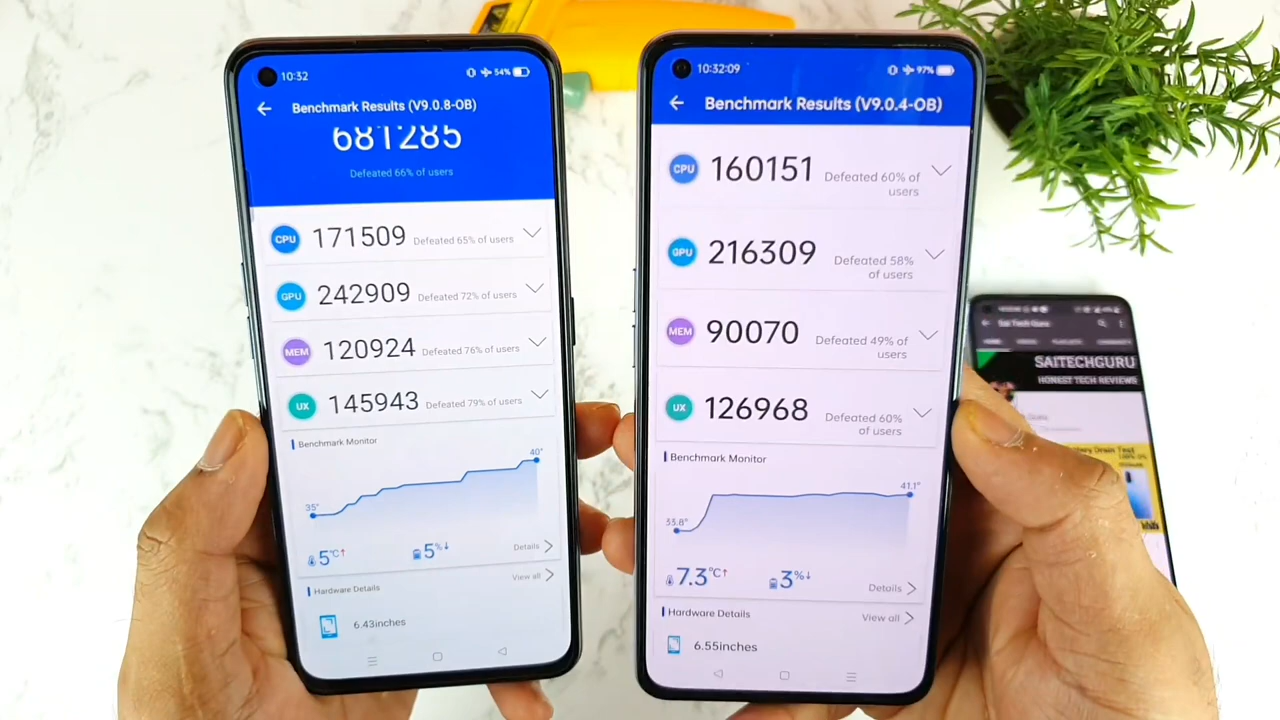 10:32
54%
Benchmark Results (V9.0.8-OB)
681285
Defeated 66% of users
CPU 171509 Defeated 65% of users
GPU 242909 Defeated 72% of users
MEM 120924 Defeated 76% of users
UX 145943 Defeated 79% of users
Benchmark Monitor
40°
35°
5°C↑ 5%↓ Details
Hardware Details View all
6.43inches
10:32:09
97%
Benchmark Results (V9.0.4-OB)
CPU 160151 Defeated 60% of
users
GPU 216309 Defeated 58%
of users
MEM 90070 Defeated 49% of
users
UX 126968 Defeated 60%
of users
Benchmark Monitor
41.1°
33.8°
7.3°C↑ 3%↓ Details
Hardware Details View all
6.55inches
Sai Tech Guru
SAITECHGURU
HONEST TECH REVIEWS
Drain Test